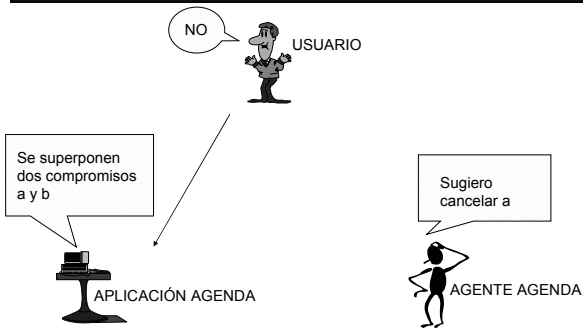 NO
USUARIO
Se superponen
dos compromisos
a y b
Sugiero
cancelar a
APLICACIÓN AGENDA
AGENTE AGENDA